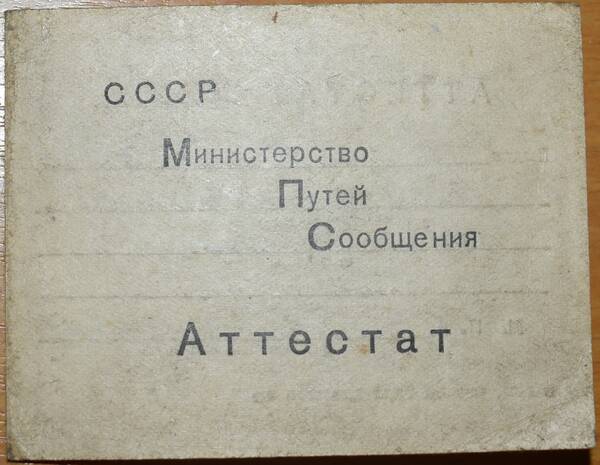 СССР
Министерство
Путей
Сообщения
Аттестат